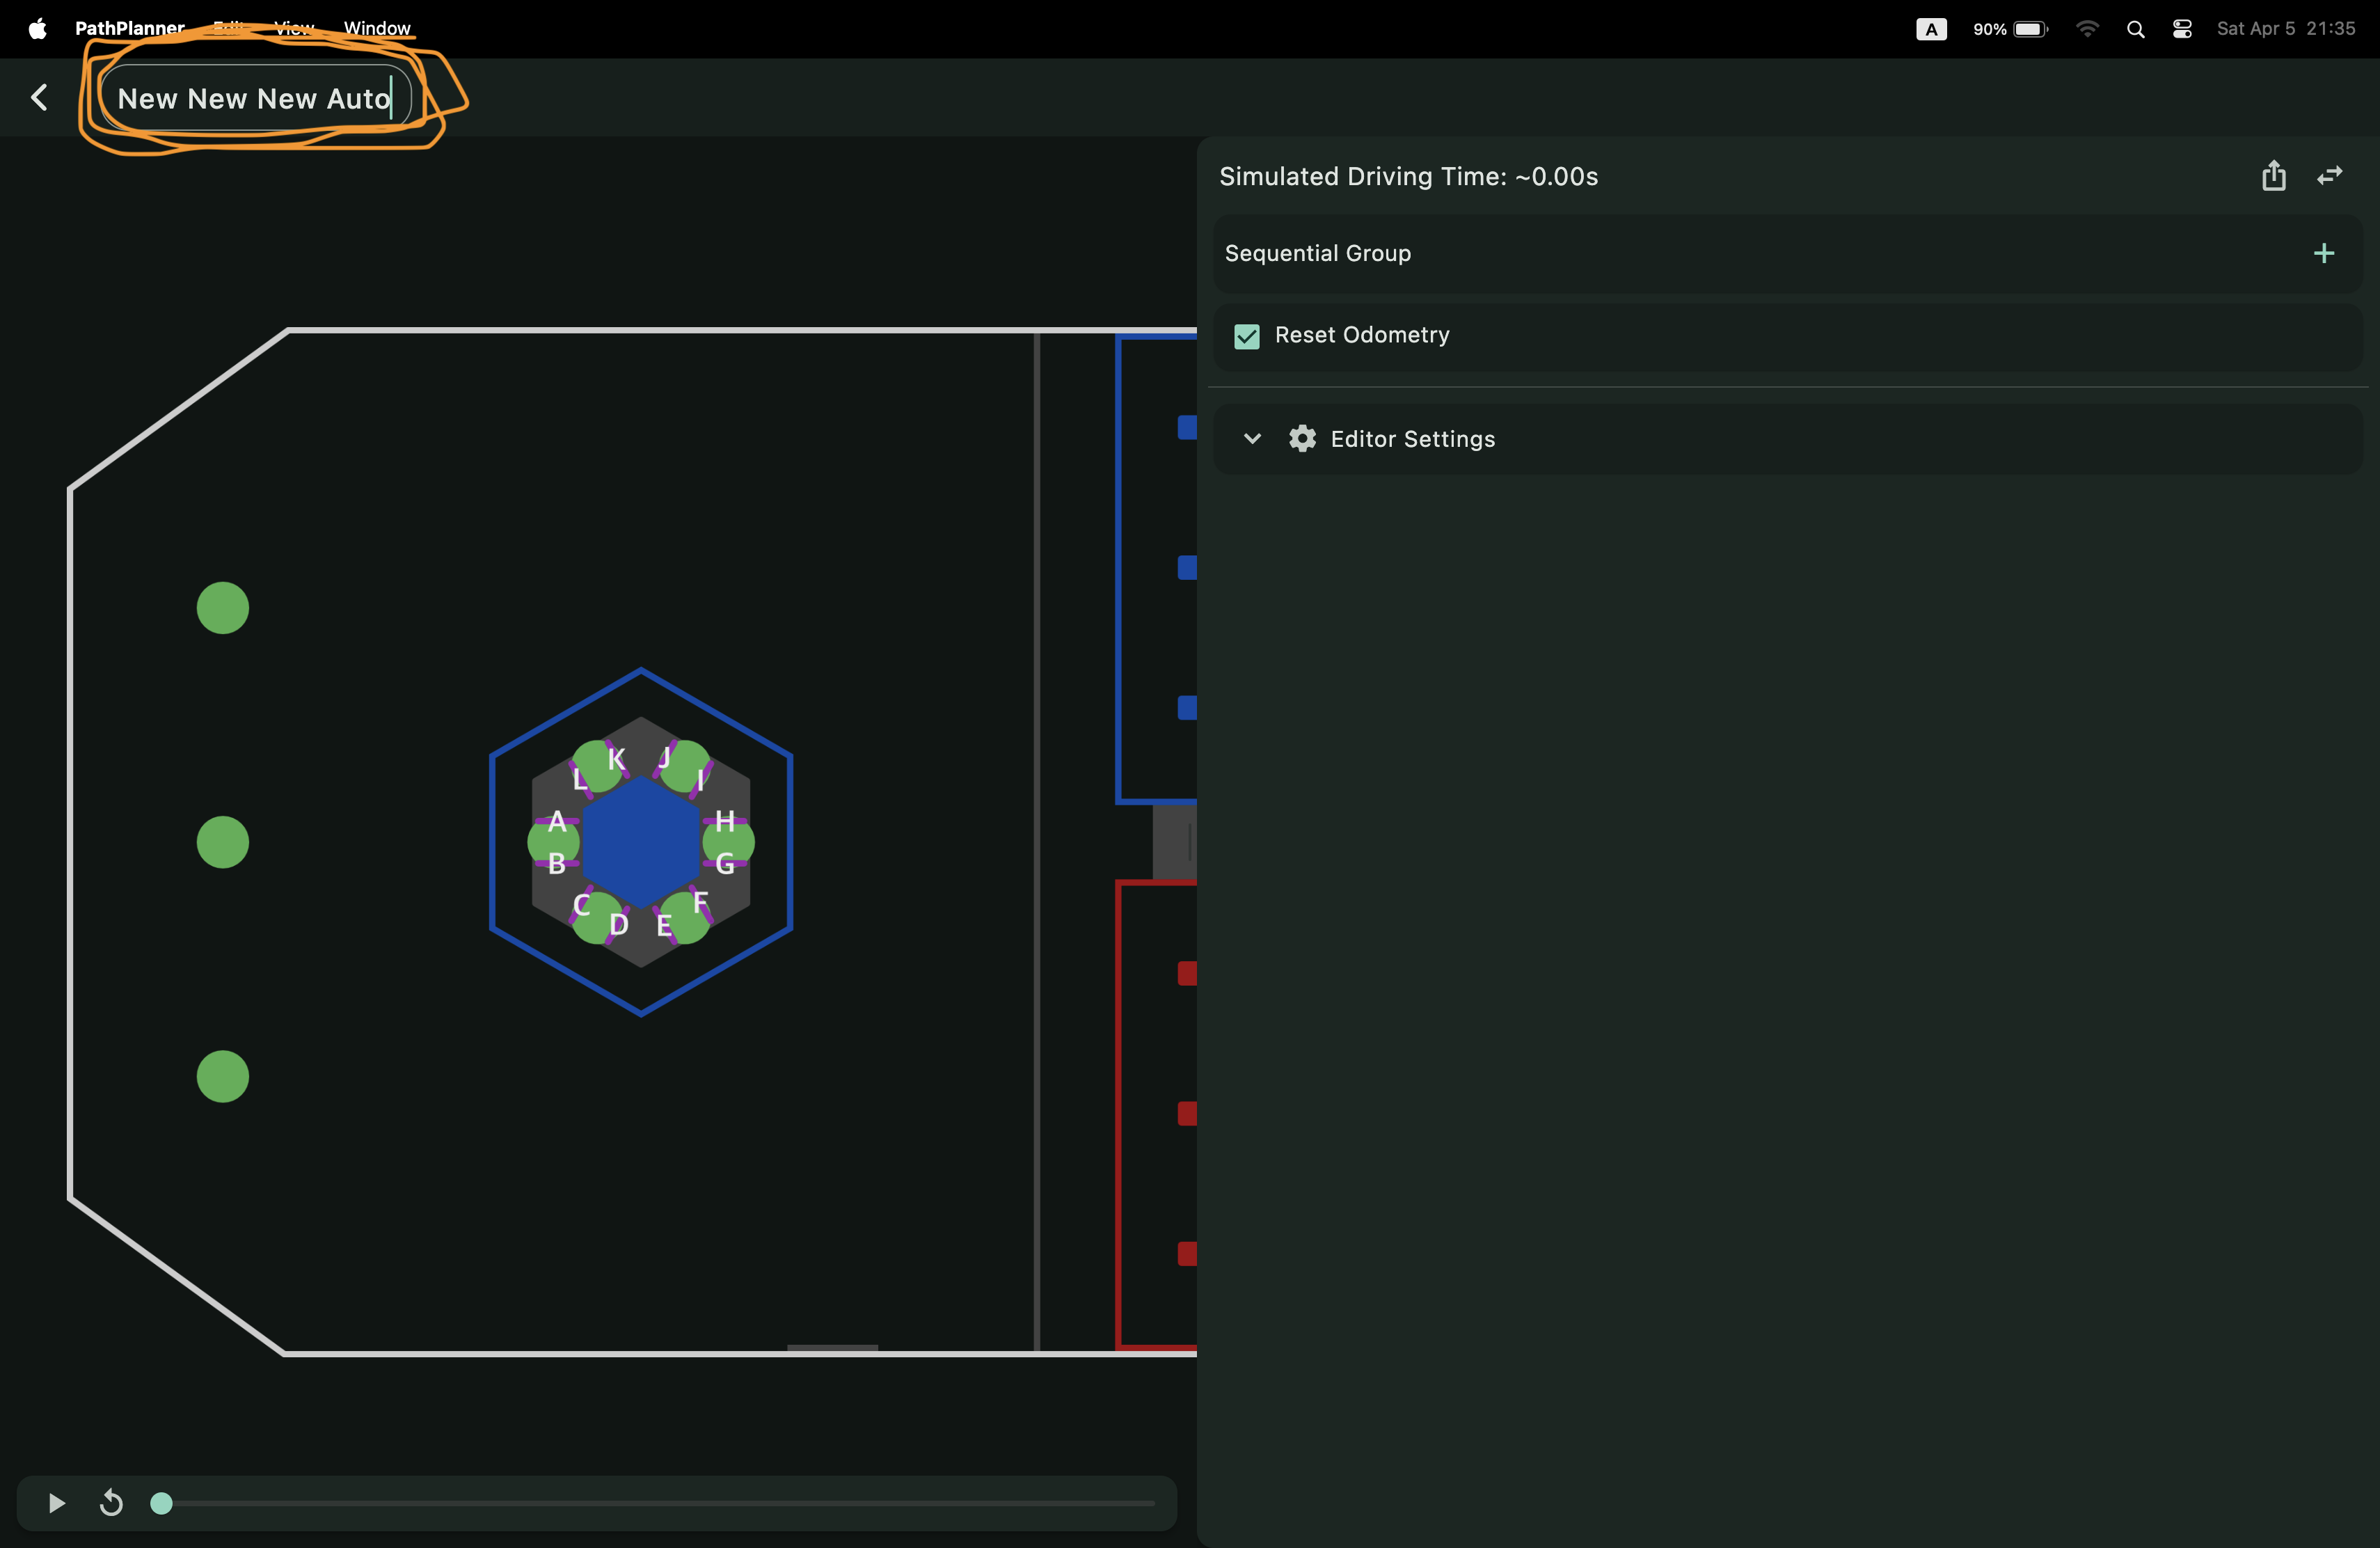 PathPlanner Edit View Window A 90% Sat Apr 5 21:35
New New New Auto
Simulated Driving Time: ~0.00s
Sequential Group
Reset Odometry
Editor Settings
K J
L I
A H
B G
C F
D E